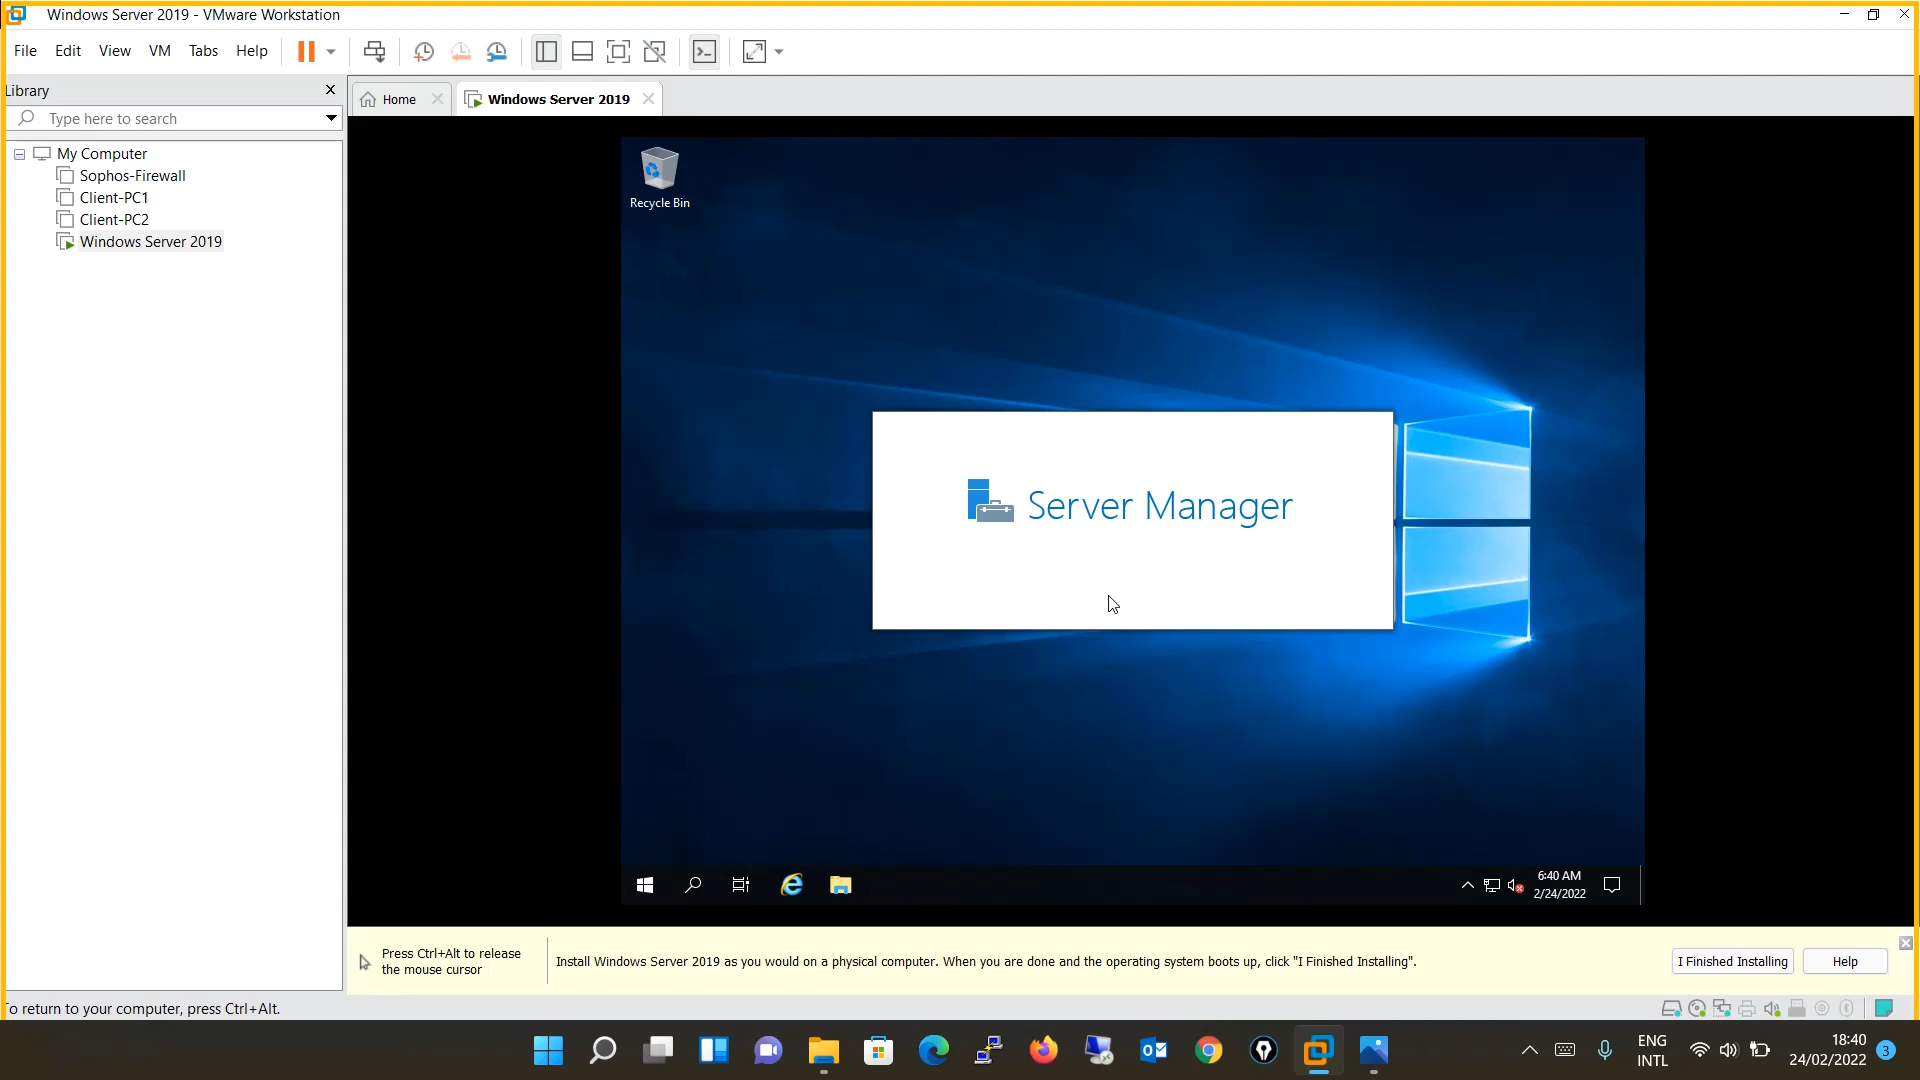 Windows Server 2019 - VMware Workstation
File Edit View VM Tabs Help
Library
Type here to search
My Computer
Sophos-Firewall
Client-PC1
Client-PC2
Windows Server 2019
Home
Windows Server 2019
Recycle Bin
Server Manager
6:40 AM
2/24/2022
Press Ctrl+Alt to release
the mouse cursor
Install Windows Server 2019 as you would on a physical computer. When you are done and the operating system boots up, click "I Finished Installing".
I Finished Installing
Help
To return to your computer, press Ctrl+Alt.
ENG
INTL
18:40
24/02/2022
3